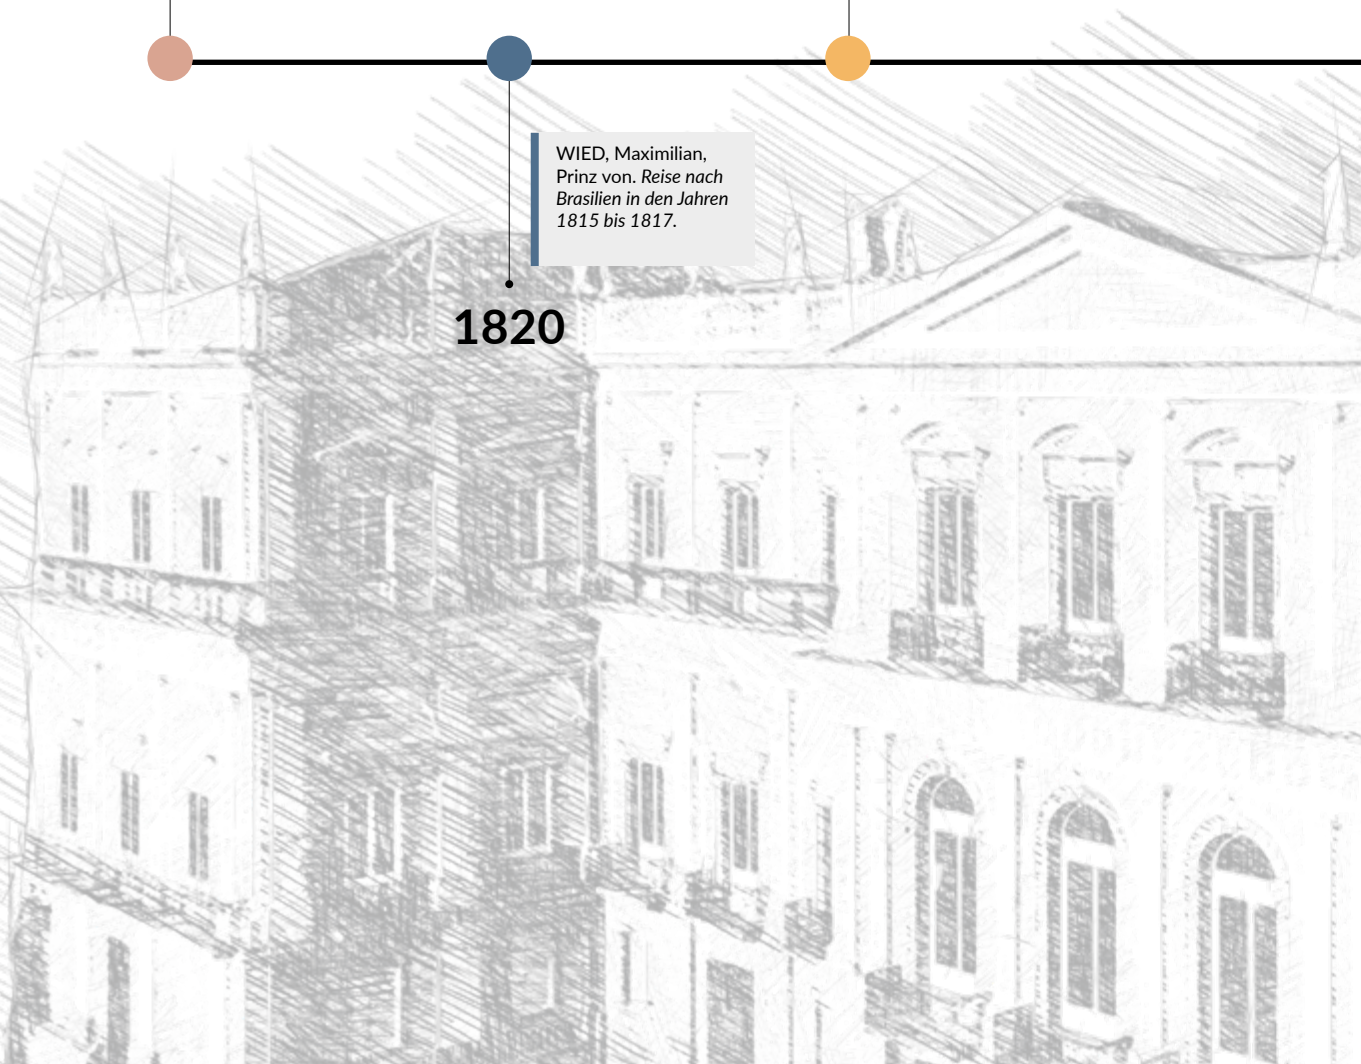 WIED, Maximilian,
Prinz von. Reise nach
Brasilien in den Jahren
1815 bis 1817.
1820